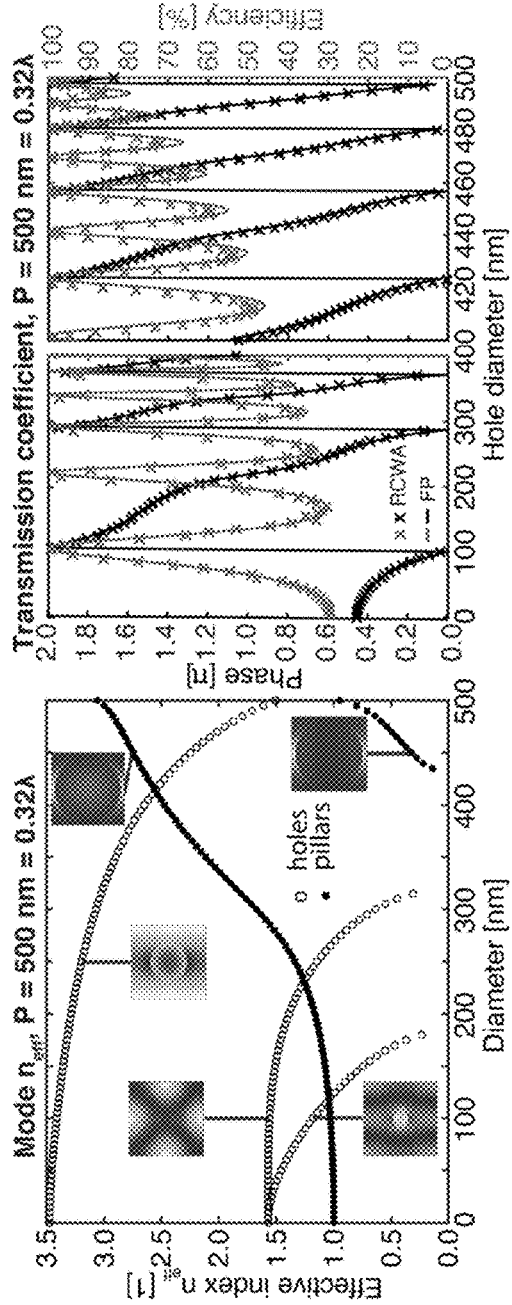 Mode n_eff, P = 500 nm = 0.32λ
Effective index n_eff [1]
3.5
3.0
2.5
2.0
1.5
1.0
0.5
0.0
holes
pillars
0 100 200 300 400 500
Diameter [nm]
Transmission coefficient, P = 500 nm = 0.32λ
Phase [π]
2.0
1.8
1.6
1.4
1.2
1.0
0.8
0.6
0.4
0.2
0.0
x x RCWA
FP
0 100 200 300 400 420 440 460 480 500
Hole diameter [nm]
Efficiency [%]
100
90
80
70
60
50
40
30
20
10
0